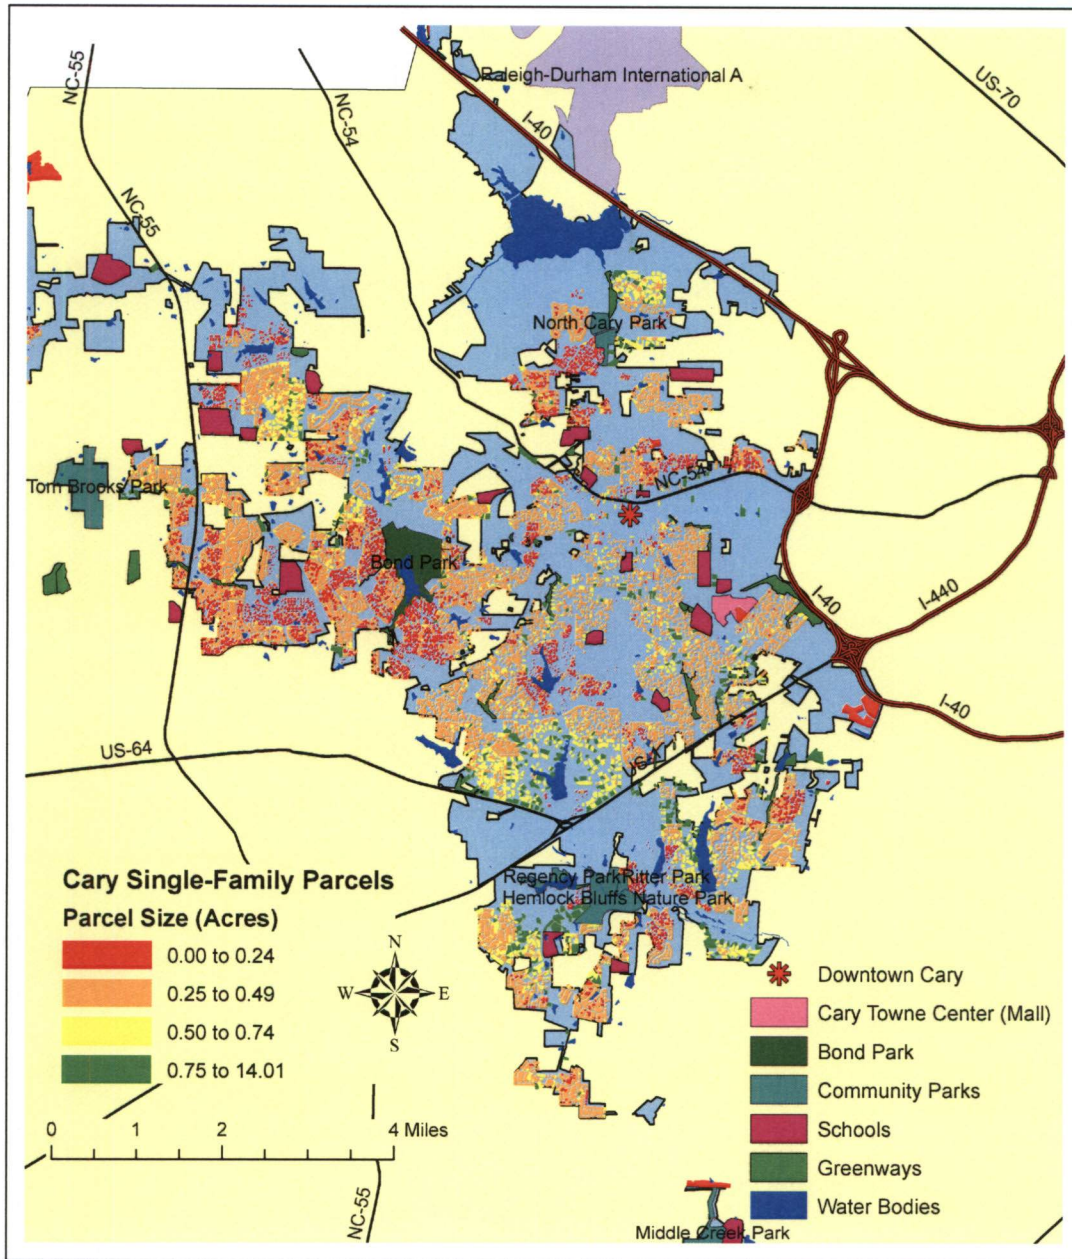 NC-55
NC-54
Raleigh-Durham International A
US-70
I-40
NC-55
North Cary Park
Tom Brooks Park
NC-54
Bond Park
I-40
I-440
I-40
US-64
US-1
Regency Park Ritter Park
Hemlock Bluffs Nature Park
Cary Single-Family Parcels
Parcel Size (Acres)
0.00 to 0.24
0.25 to 0.49
0.50 to 0.74
0.75 to 14.01
N
W E
S
0 1 2 4 Miles
NC-55
Downtown Cary
Cary Towne Center (Mall)
Bond Park
Community Parks
Schools
Greenways
Water Bodies
Middle Creek Park